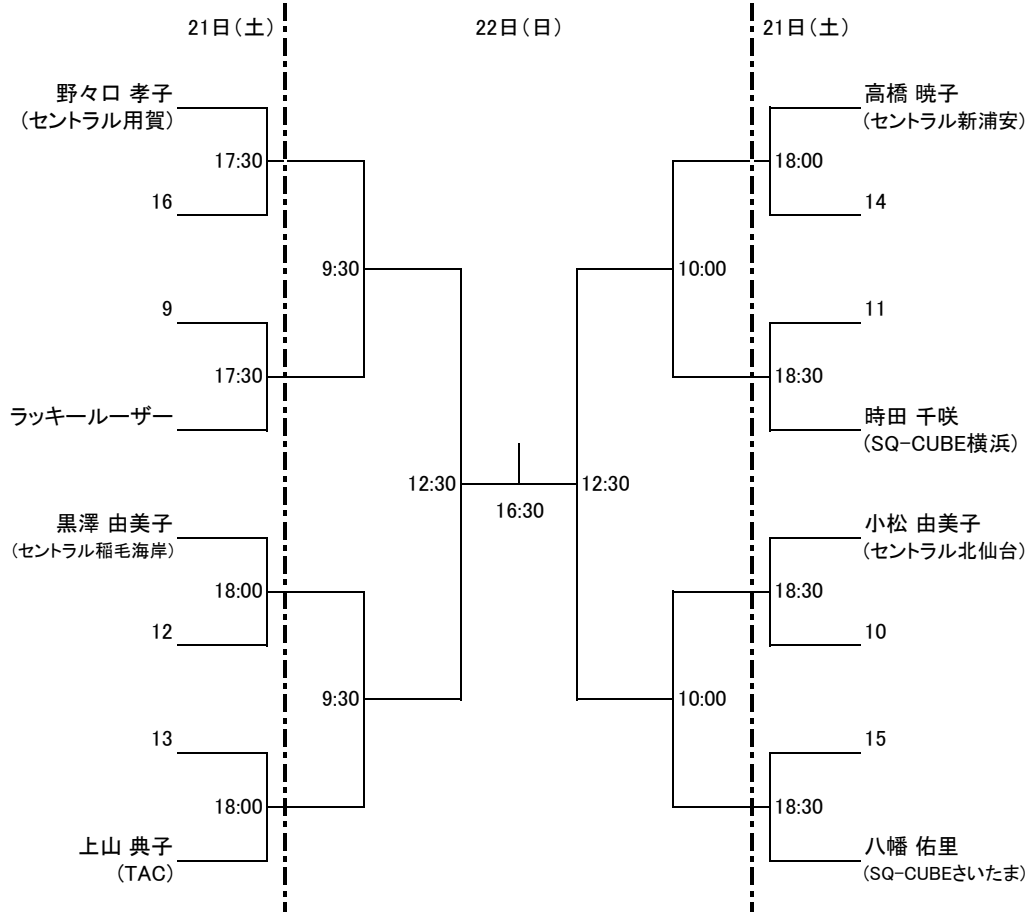 21日（土）
22日（日）
21日（土）
野々口 孝子
（セントラル用賀）
17:30
16
9:30
9
17:30
ラッキールーザー
12:30
黒澤 由美子
（セントラル稲毛海岸）
18:00
12
9:30
13
18:00
上山 典子
（TAC）
16:30
高橋 暁子
（セントラル新浦安）
18:00
14
10:00
11
18:30
時田 千咲
（SQ-CUBE横浜）
12:30
小松 由美子
（セントラル北仙台）
18:30
10
10:00
15
18:30
八幡 佑里
（SQ-CUBEさいたま）